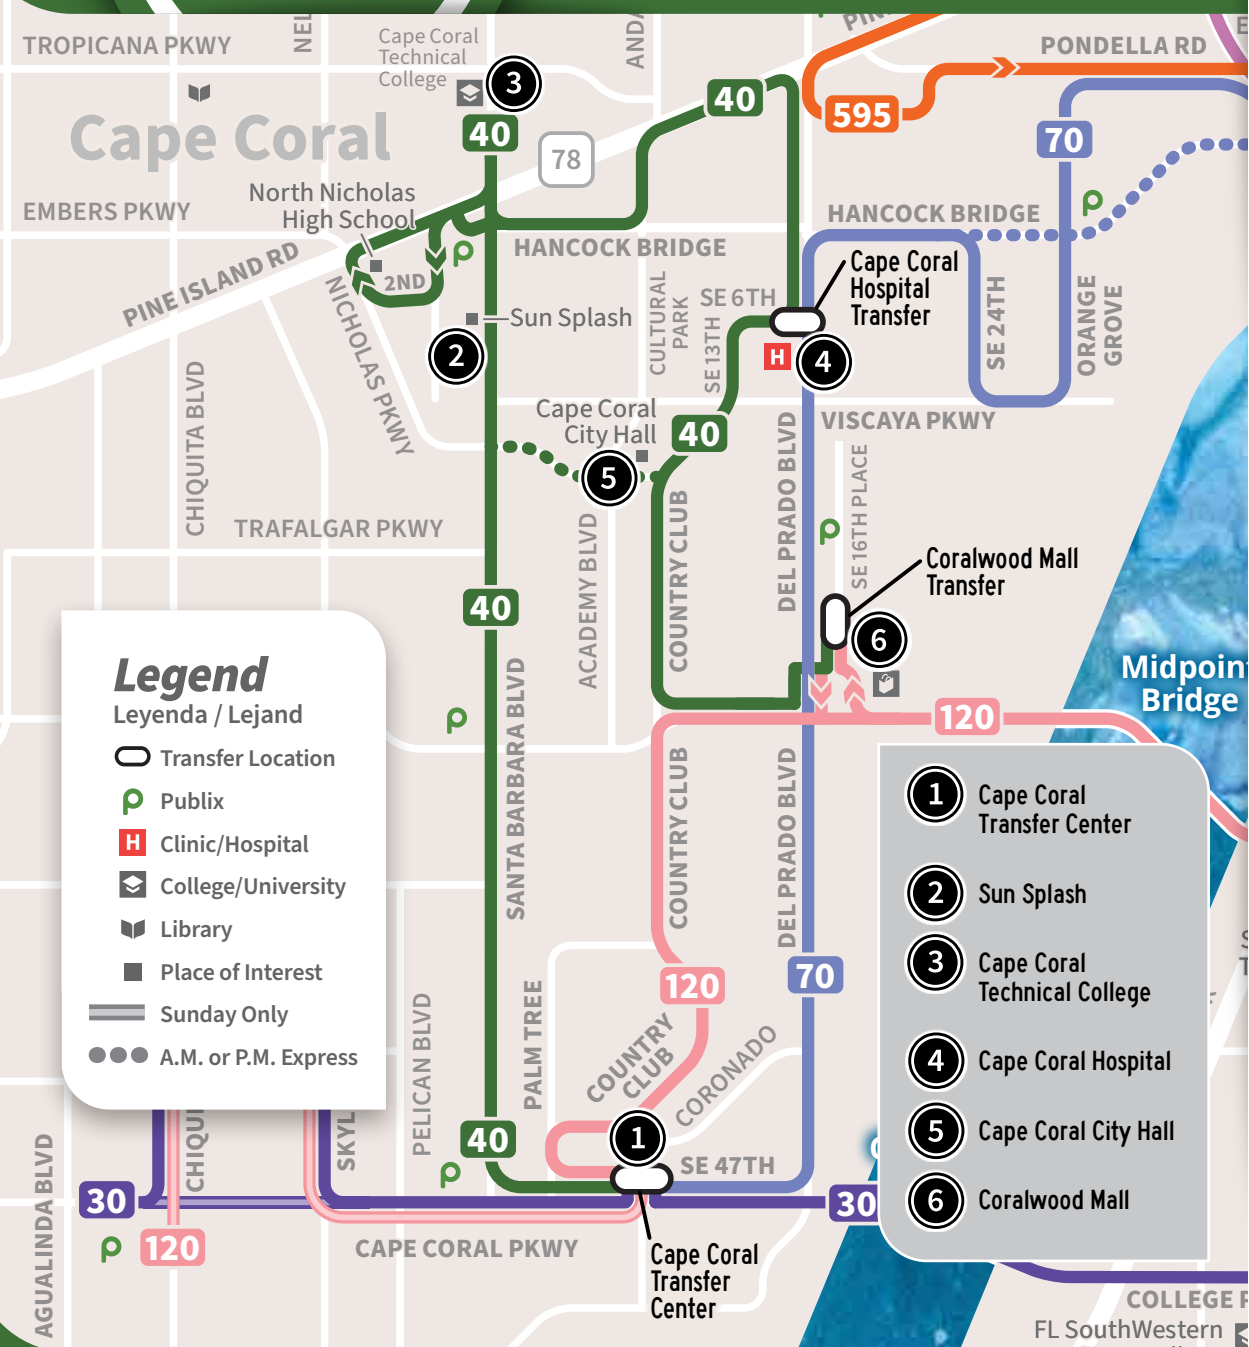 TROPICANA PKWY
Cape Coral
Technical
College
3
40
78
40
595
PONDELLA RD
70
Cape Coral
North Nicholas
High School
EMBERS PKWY
PINE ISLAND RD
2ND
NICHOLAS PKWY
HANCOCK BRIDGE
HANCOCK BRIDGE
Cape Coral
Hospital
Transfer
SE 6TH
SE 13TH
CULTURAL
PARK
SE 24TH
ORANGE
GROVE
Sun Splash
2
H
4
Cape Coral
City Hall
40
5
VISCAYA PKWY
CHIQUITA BLVD
TRAFALGAR PKWY
ACADEMY BLVD
COUNTRY CLUB
DEL PRADO BLVD
SE 16TH PLACE
Coralwood Mall
Transfer
40
6
Midpoin
Bridge
120
SANTA BARBARA BLVD
COUNTRY CLUB
DEL PRADO BLVD
Legend
Leyenda / Lejand
Transfer Location
Publix
H
Clinic/Hospital
College/University
Library
Place of Interest
Sunday Only
A.M. or P.M. Express
1
Cape Coral
Transfer Center
2
Sun Splash
3
Cape Coral
Technical College
4
Cape Coral Hospital
5
Cape Coral City Hall
6
Coralwood Mall
120
70
PELICAN BLVD
PALM TREE
COUNTRY
CLUB
CORONADO
1
40
SE 47TH
AGUALINDA BLVD
CHIQUI
SKYL
30
30
120
CAPE CORAL PKWY
Cape Coral
Transfer
Center
COLLEGE P
FL SouthWestern
NEL
ANDA
PIN